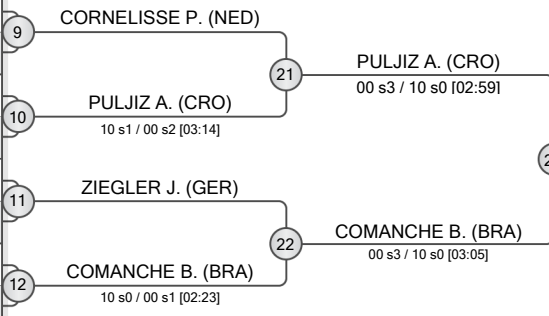 CORNELISSE P. (NED)
9
21
PULJIZ A. (CRO)
00 s3 / 10 s0 [02:59]
PULJIZ A. (CRO)
10
10 s1 / 00 s2 [03:14]
ZIEGLER J. (GER)
11
22
COMANCHE B. (BRA)
00 s3 / 10 s0 [03:05]
COMANCHE B. (BRA)
12
10 s0 / 00 s1 [02:23]